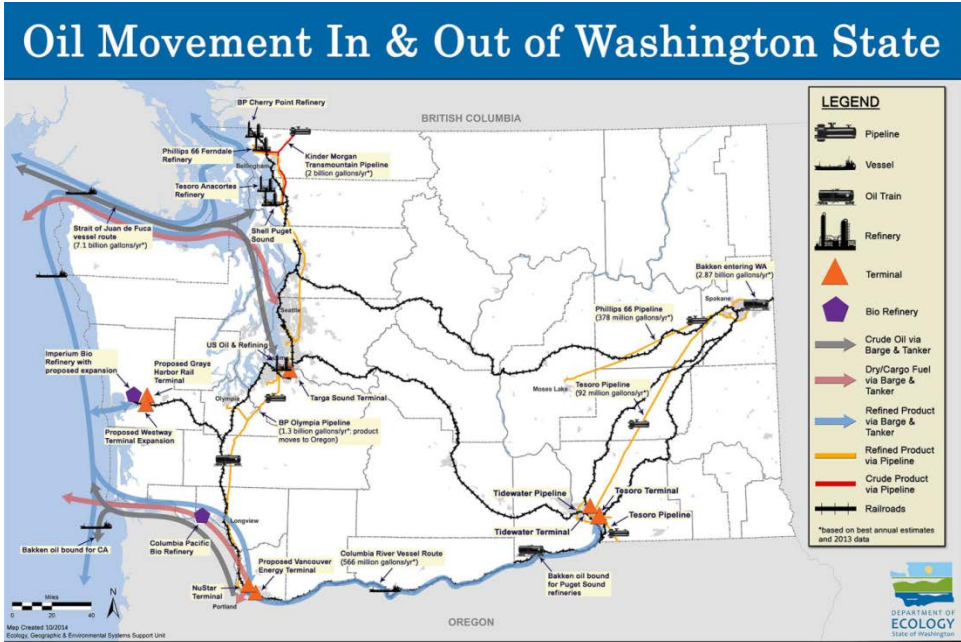 Oil Movement In & Out of Washington State
BRITISH COLUMBIA
BP Cherry Point Refinery
Phillips 66 Ferndale
Refinery
Bellingham
Kinder Morgan
Transmountain Pipeline
(2 billion gallons/yr*)
Tesoro Anacortes
Refinery
Shell Puget
Sound
Strait of Juan de Fuca
vessel route
(7.1 billion gallons/yr*)
Seattle
Bakken entering WA
(2.87 billion gallons/yr*)
Spokane
Phillips 66 Pipeline
(378 million gallons/yr*)
US Oil & Refining
Imperium Bio
Refinery with
proposed expansion
Proposed Grays
Harbor Rail
Terminal
Moses Lake
Tesoro Pipeline
(92 million gallons/yr*)
Olympia
Targa Sound Terminal
Proposed Westway
Terminal Expansion
BP Olympia Pipeline
(1.3 billion gallons/yr*; product
moves to Oregon)
Tidewater Pipeline
Tesoro Terminal
Tidewater Terminal
Tesoro Pipeline
Longview
Columbia Pacific
Bio Refinery
Bakken oil bound for CA
Columbia River Vessel Route
(566 million gallons/yr*)
Proposed Vancouver
Energy Terminal
NuStar
Terminal
Portland
Bakken oil bound
for Puget Sound
refineries
OREGON
Miles
0
20
40
N
Map Created 10/2014
Ecology, Geographic & Environmental Systems Support Unit
LEGEND
Pipeline
Vessel
Oil Train
Refinery
Terminal
Bio Refinery
Crude Oil via
Barge & Tanker
Dry/Cargo Fuel
via Barge &
Tanker
Refined Product
via Barge &
Tanker
Refined Product
via Pipeline
Crude Product
via Pipeline
Railroads
*based on best annual estimates
and 2013 data
DEPARTMENT OF
ECOLOGY
State of Washington